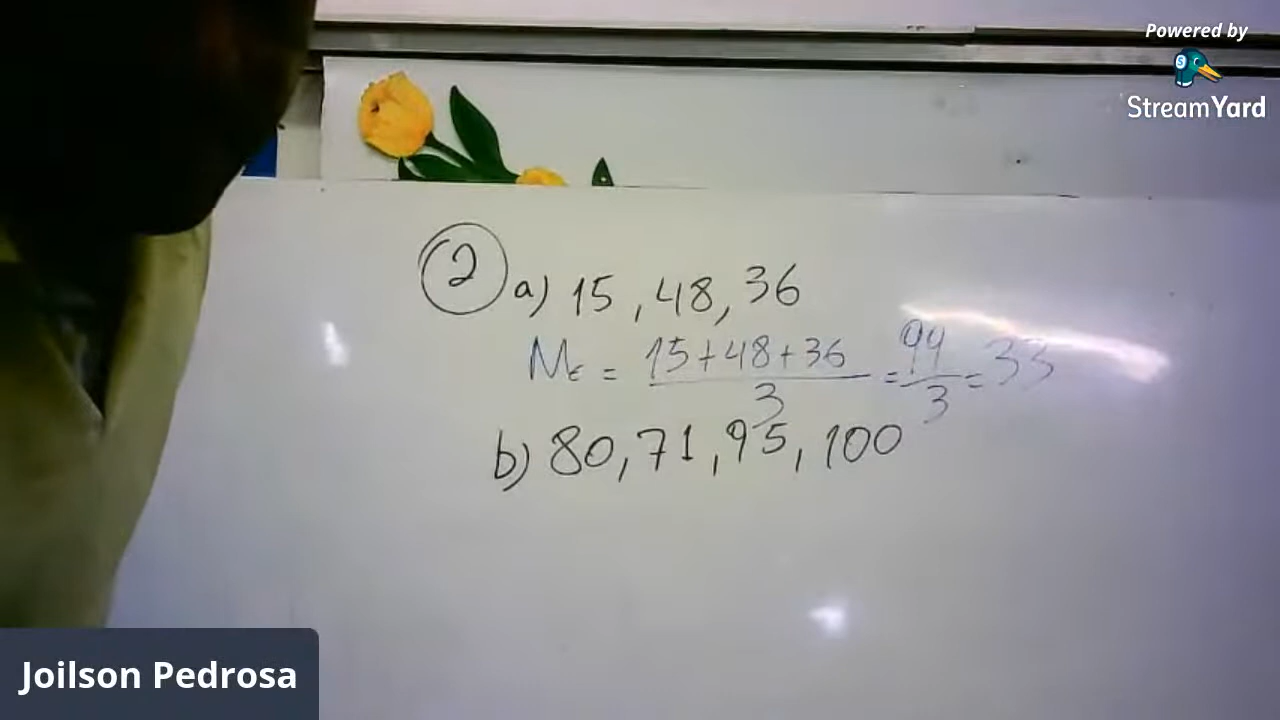 Powered by
StreamYard
2 a) 15, 48, 36
Me = 15+48+36 / 3 = 99 / 3 = 33
b) 80, 71, 95, 100
Joilson Pedrosa